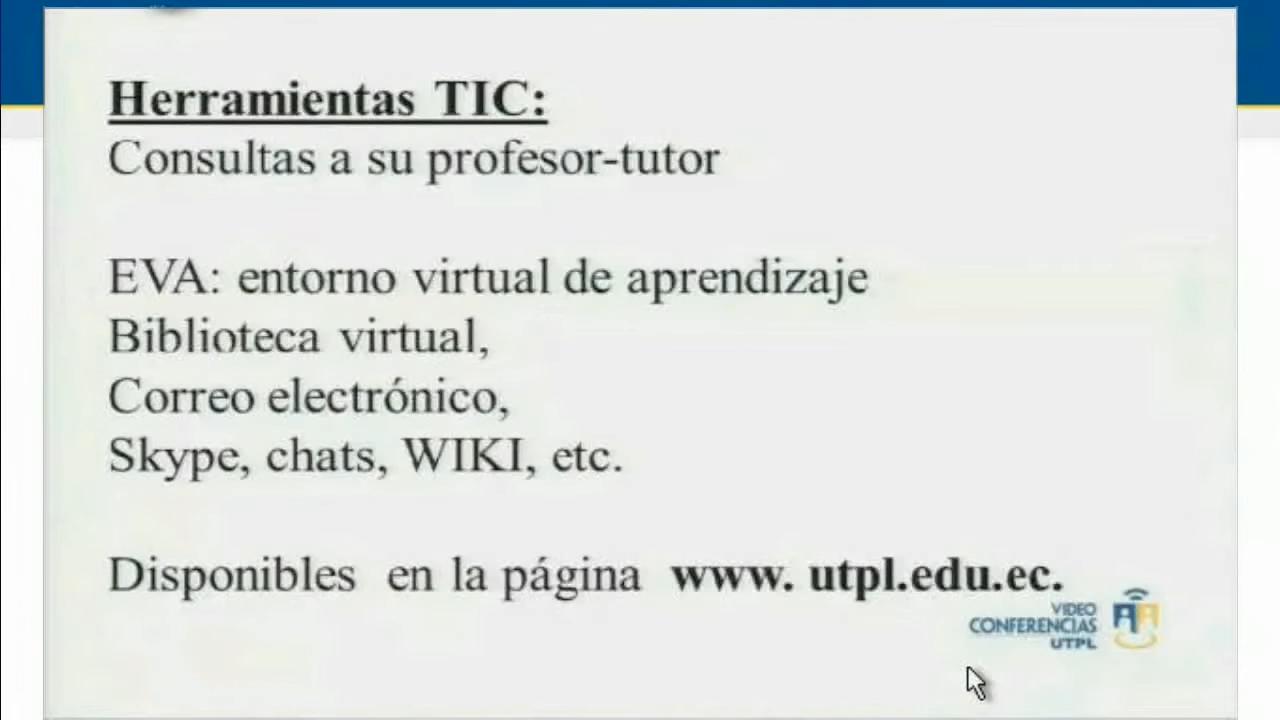 Herramientas TIC:
Consultas a su profesor-tutor
EVA: entorno virtual de aprendizaje
Biblioteca virtual,
Correo electrónico,
Skype, chats, WIKI, etc.
Disponibles en la página www. utpl.edu.ec.
VIDEO
CONFERENCIAS
UTPL